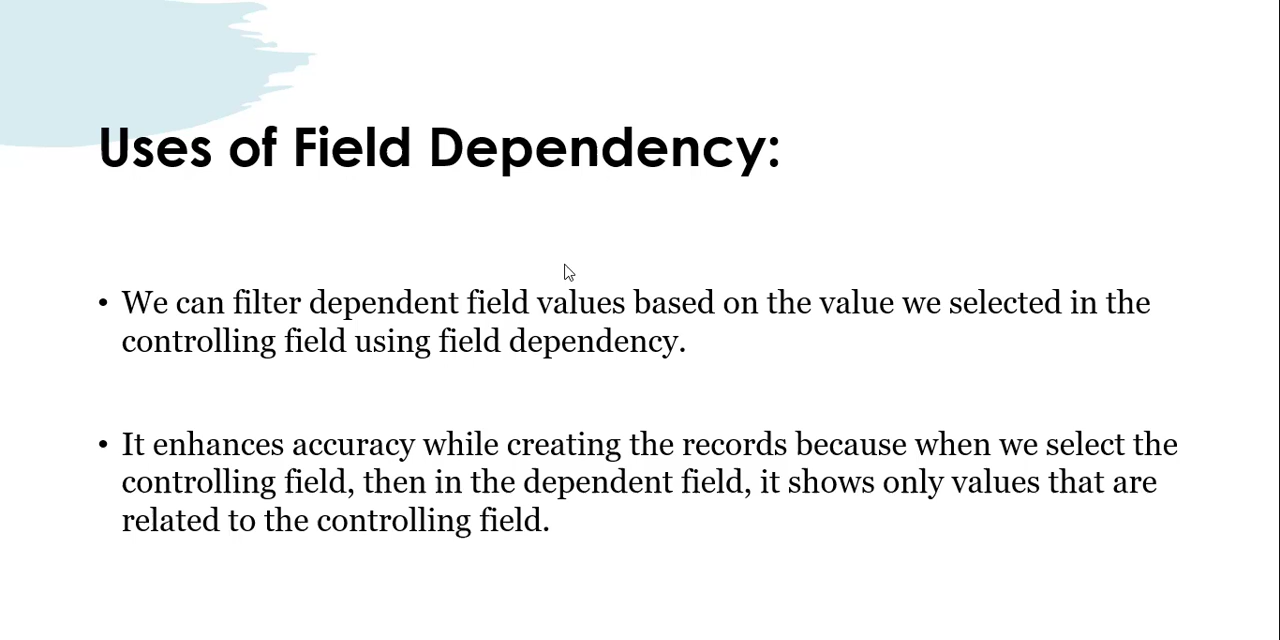 Uses of Field Dependency:
• We can filter dependent field values based on the value we selected in the
controlling field using field dependency.
• It enhances accuracy while creating the records because when we select the
controlling field, then in the dependent field, it shows only values that are
related to the controlling field.